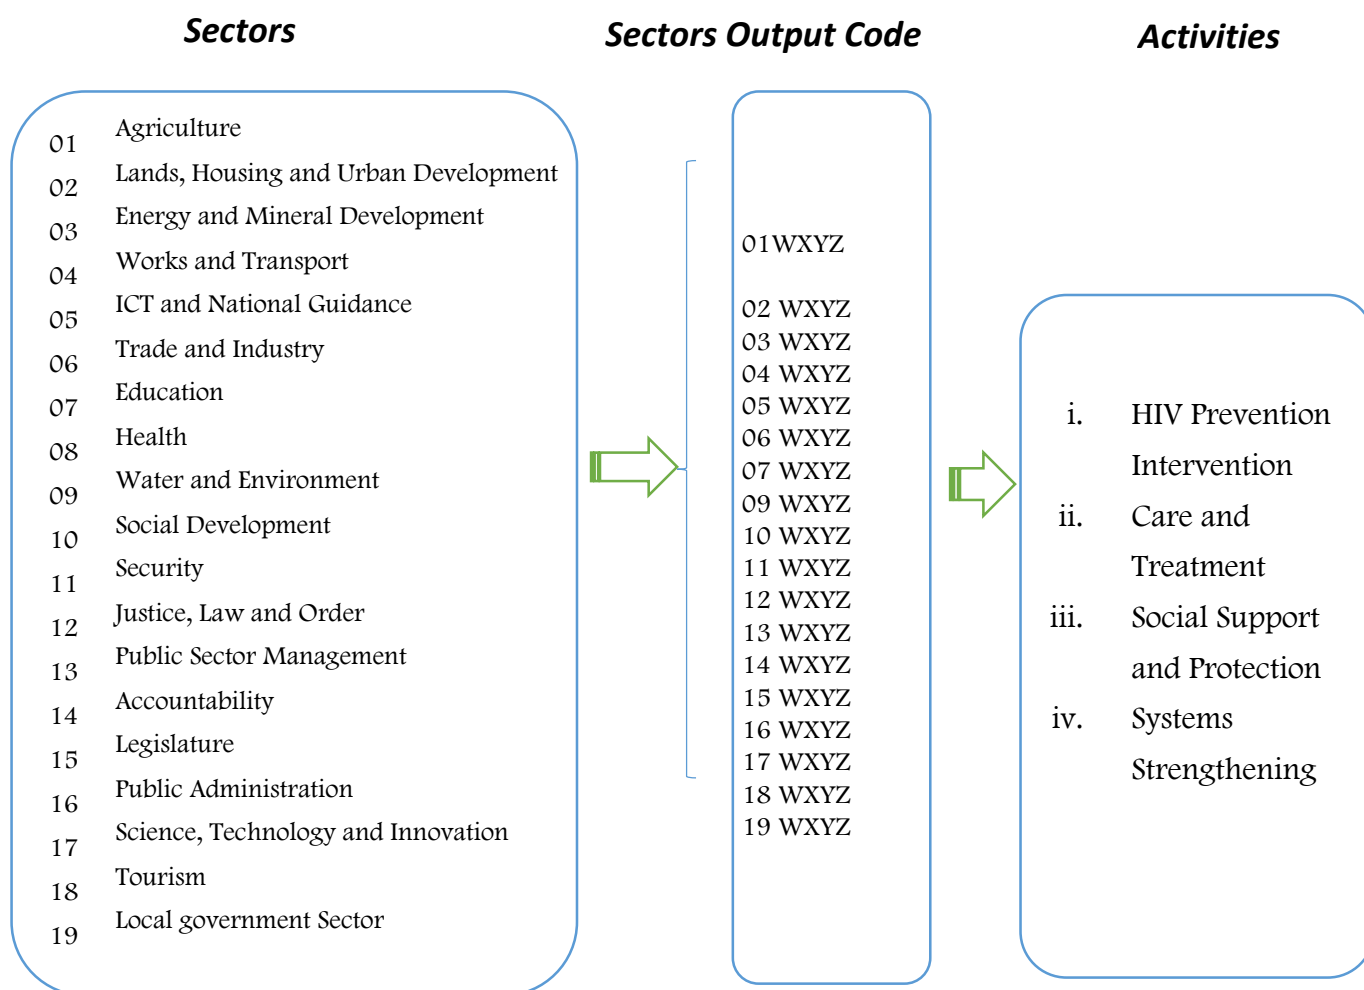 Sectors
Sectors Output Code
Activities
01 Agriculture
02 Lands, Housing and Urban Development
03 Energy and Mineral Development
04 Works and Transport
05 ICT and National Guidance
06 Trade and Industry
07 Education
08 Health
09 Water and Environment
10 Social Development
11 Security
12 Justice, Law and Order
13 Public Sector Management
14 Accountability
15 Legislature
16 Public Administration
17 Science, Technology and Innovation
18 Tourism
19 Local government Sector
01WXYZ
02 WXYZ
03 WXYZ
04 WXYZ
05 WXYZ
06 WXYZ
07 WXYZ
09 WXYZ
10 WXYZ
11 WXYZ
12 WXYZ
13 WXYZ
14 WXYZ
15 WXYZ
16 WXYZ
17 WXYZ
18 WXYZ
19 WXYZ
i. HIV Prevention
Intervention
ii. Care and
Treatment
iii. Social Support
and Protection
iv. Systems
Strengthening